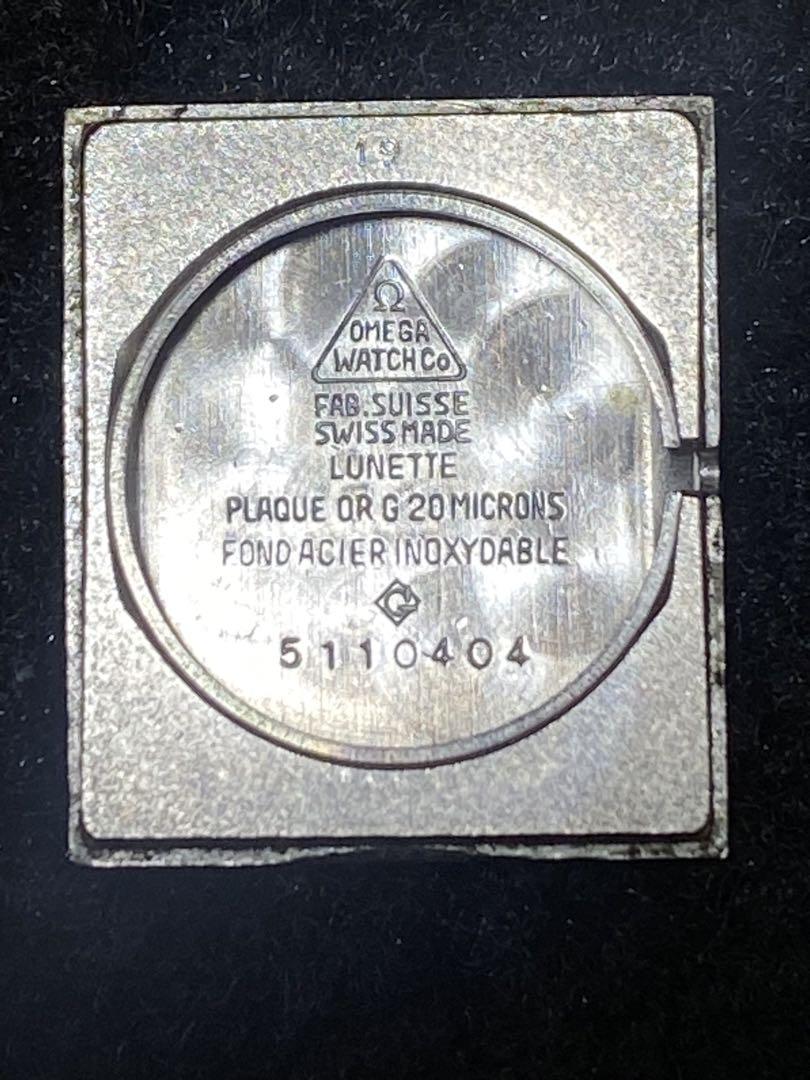 19
Ω
OMEGA
WATCH Co
FAB. SUISSE
SWISS MADE
LUNETTE
PLAQUE OR G 20 MICRONS
FOND ACIER INOXYDABLE
5110404